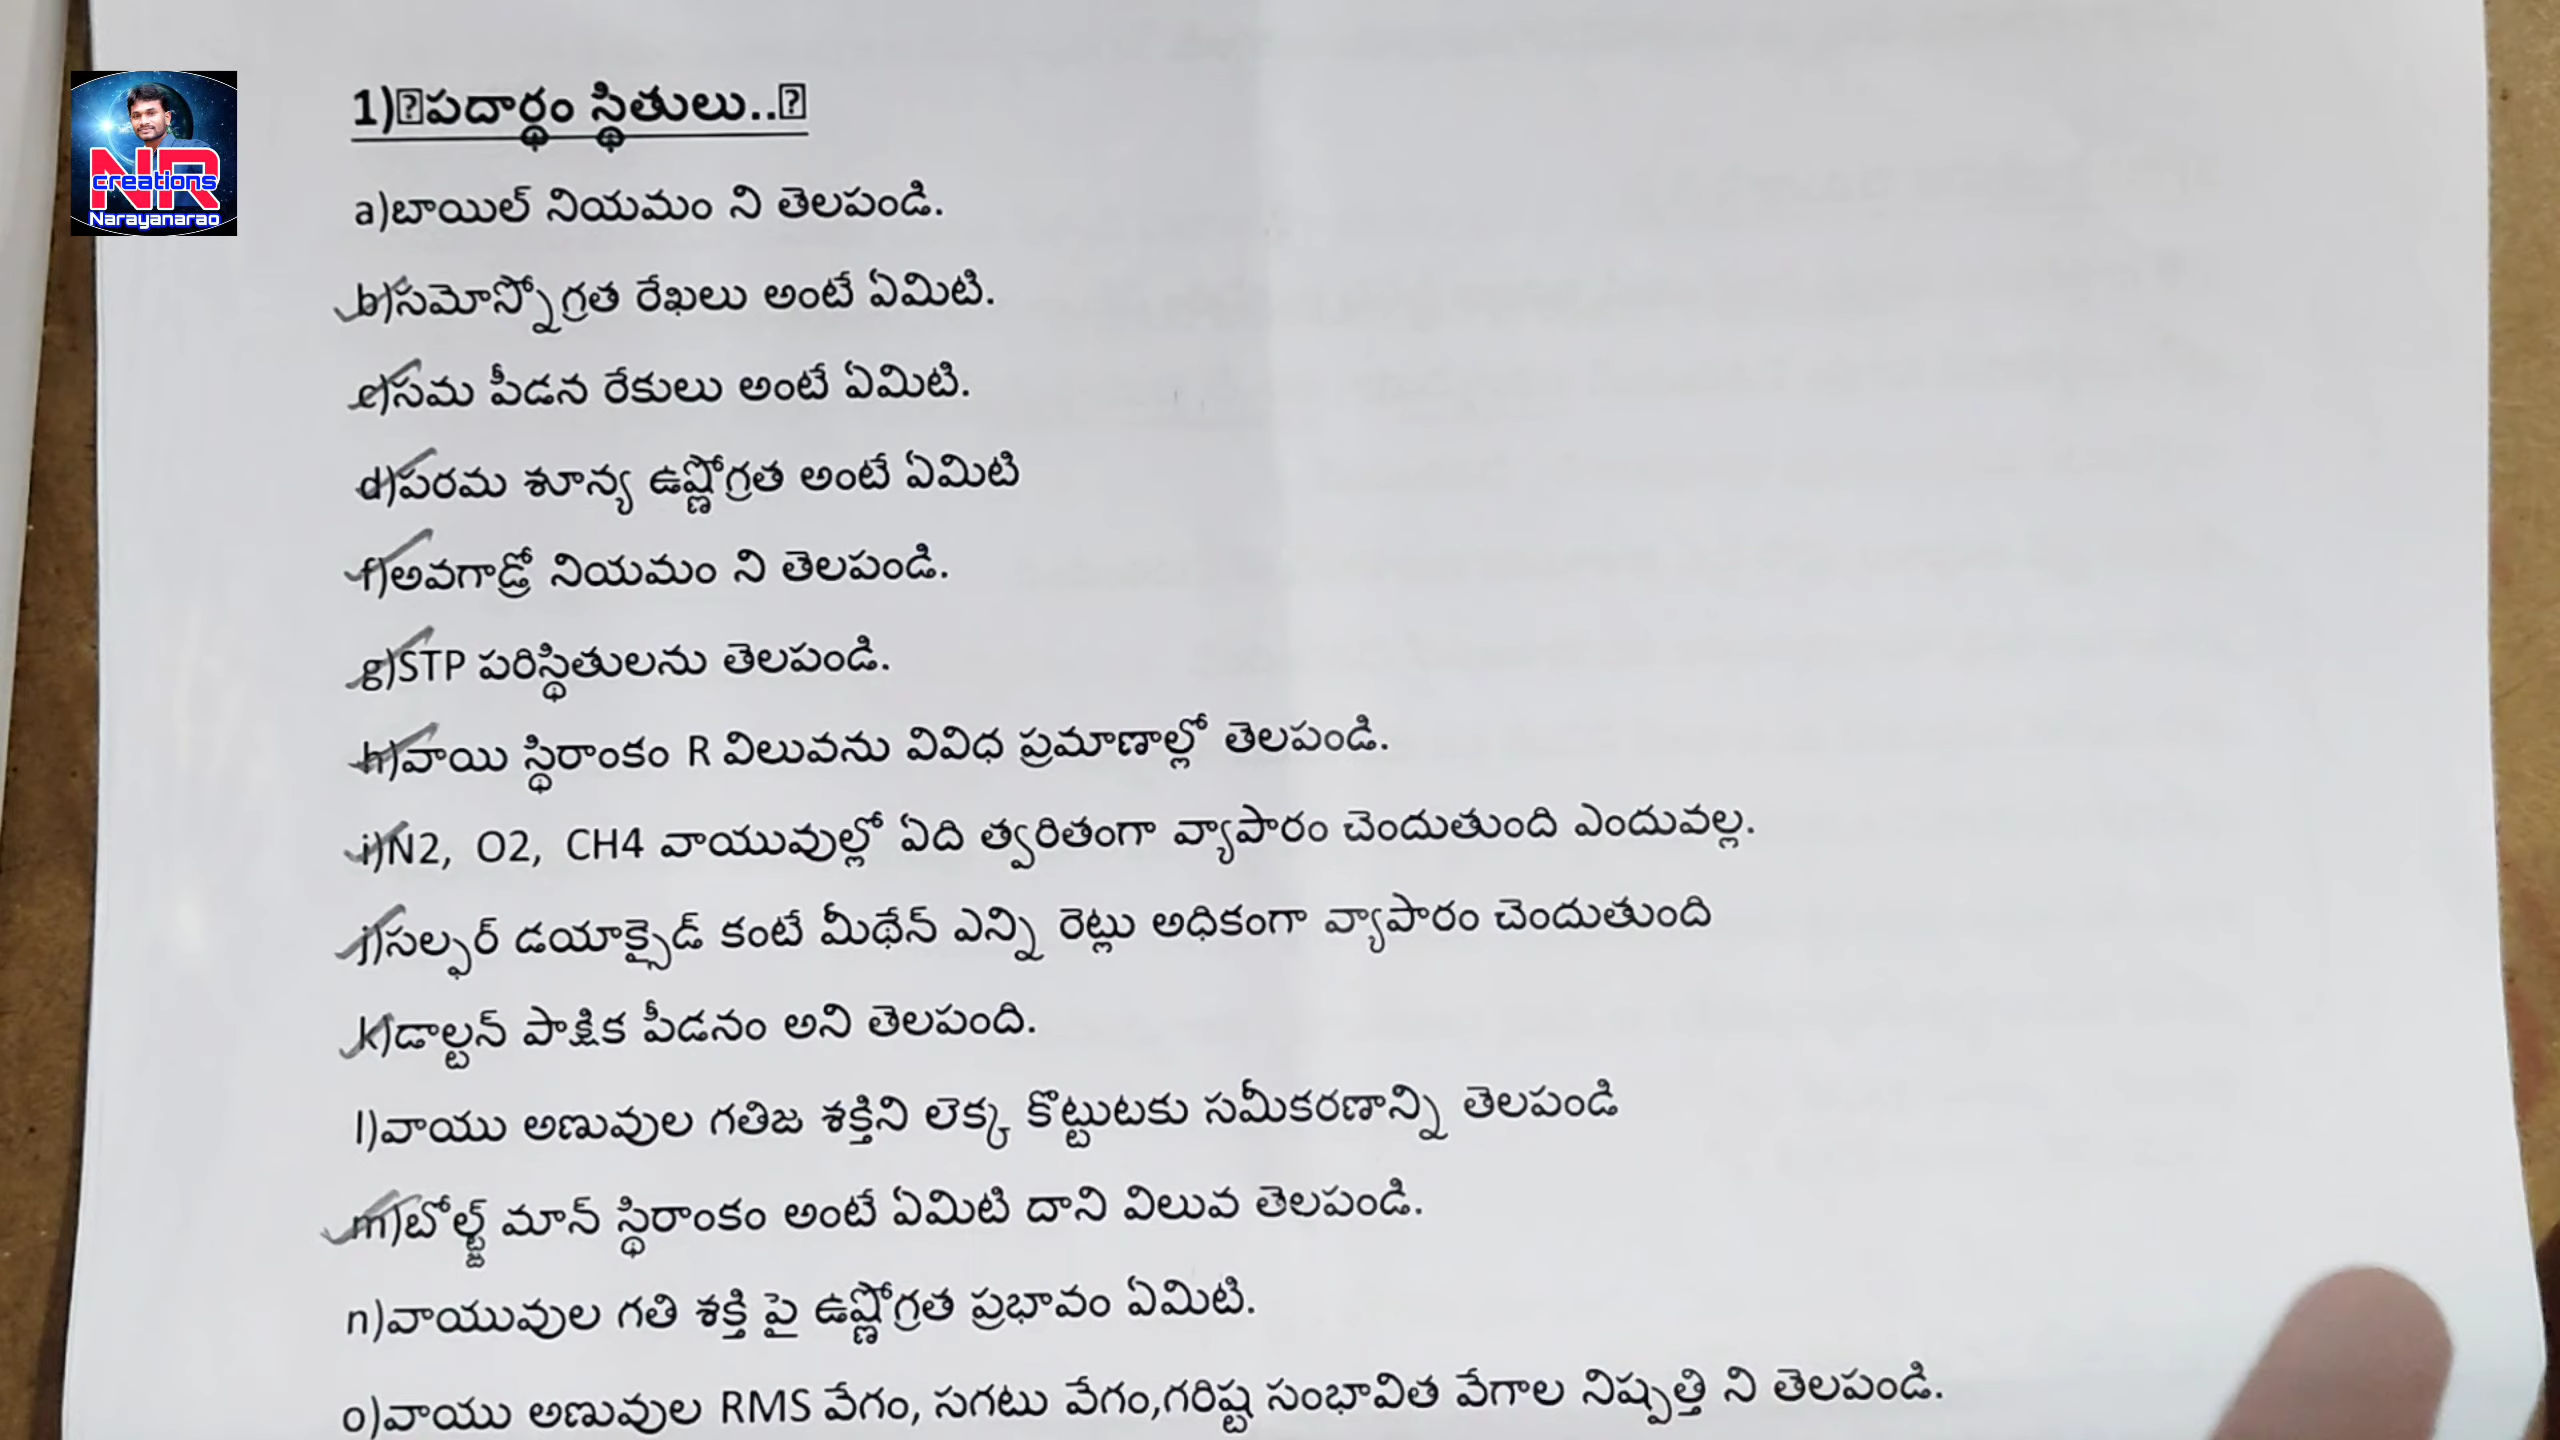 NR
creations
Narayanarao
1)పదార్థం స్థితులు..
a)బాయిల్ నియమం ని తెలపండి.
b)సమోస్నోగ్రత రేఖలు అంటే ఏమిటి.
c)సమ పీడన రేకులు అంటే ఏమిటి.
d)పరమ శూన్య ఉష్ణోగ్రత అంటే ఏమిటి
f)అవగాడ్రో నియమం ని తెలపండి.
g)STP పరిస్థితులను తెలపండి.
h)వాయి స్థిరాంకం R విలువను వివిధ ప్రమాణాల్లో తెలపండి.
i)N2, O2, CH4 వాయువుల్లో ఏది త్వరితంగా వ్యాపారం చెందుతుంది ఎందువల్ల.
j)సల్ఫర్ డయాక్సైడ్ కంటే మీథేన్ ఎన్ని రెట్లు అధికంగా వ్యాపారం చెందుతుంది
k)డాల్టన్ పాక్షిక పీడనం అని తెలపంది.
l)వాయు అణువుల గతిజ శక్తిని లెక్క కొట్టుటకు సమీకరణాన్ని తెలపండి
m)బోల్ట్జ్ మాన్ స్థిరాంకం అంటే ఏమిటి దాని విలువ తెలపండి.
n)వాయువుల గతి శక్తి పై ఉష్ణోగ్రత ప్రభావం ఏమిటి.
o)వాయు అణువుల RMS వేగం, సగటు వేగం,గరిష్ట సంభావిత వేగాల నిష్పత్తి ని తెలపండి.